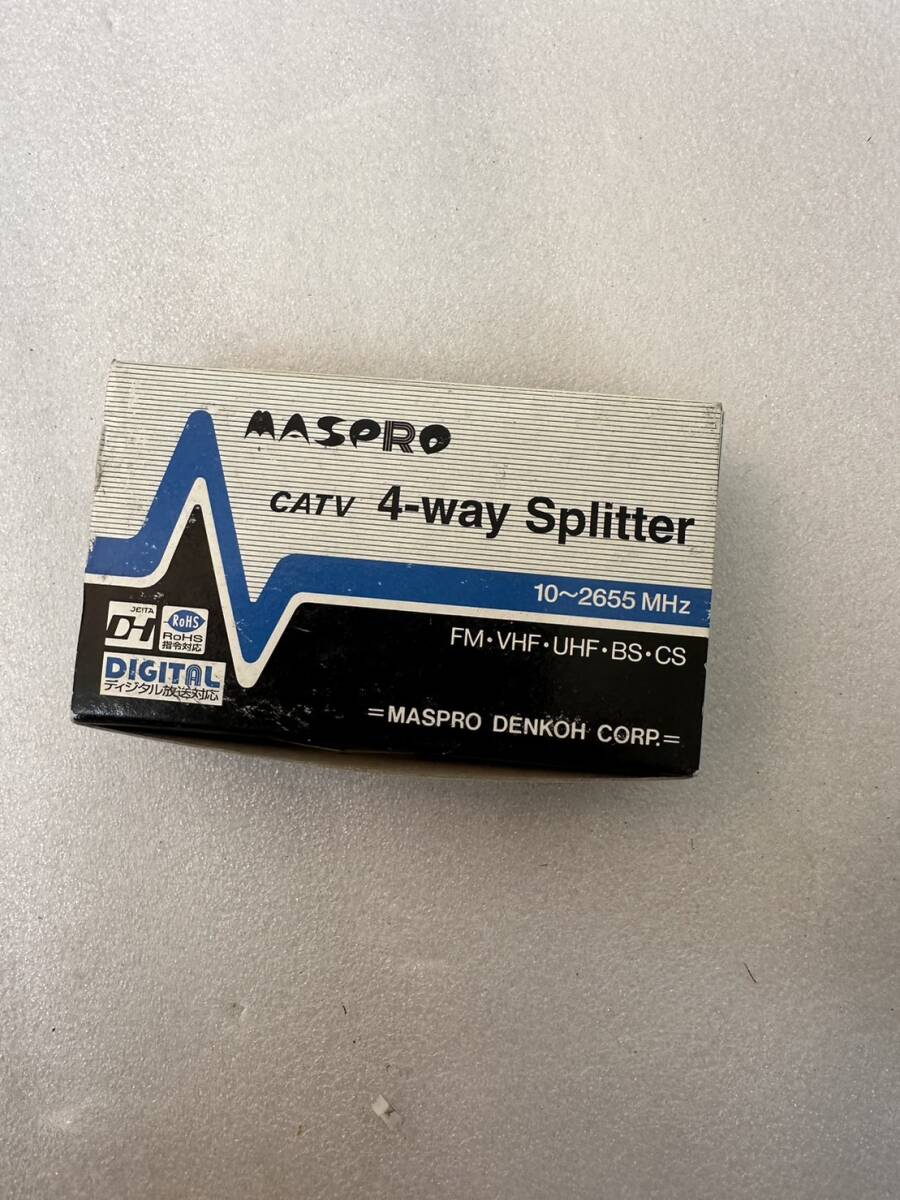 MASPRO
CATV 4-way Splitter
10~2655 MHz
FM・VHF・UHF・BS・CS
JEITA
DH
RoHS
RoHS
指令対応
DIGITAL
ディジタル放送対応
=MASPRO DENKOH CORP.=